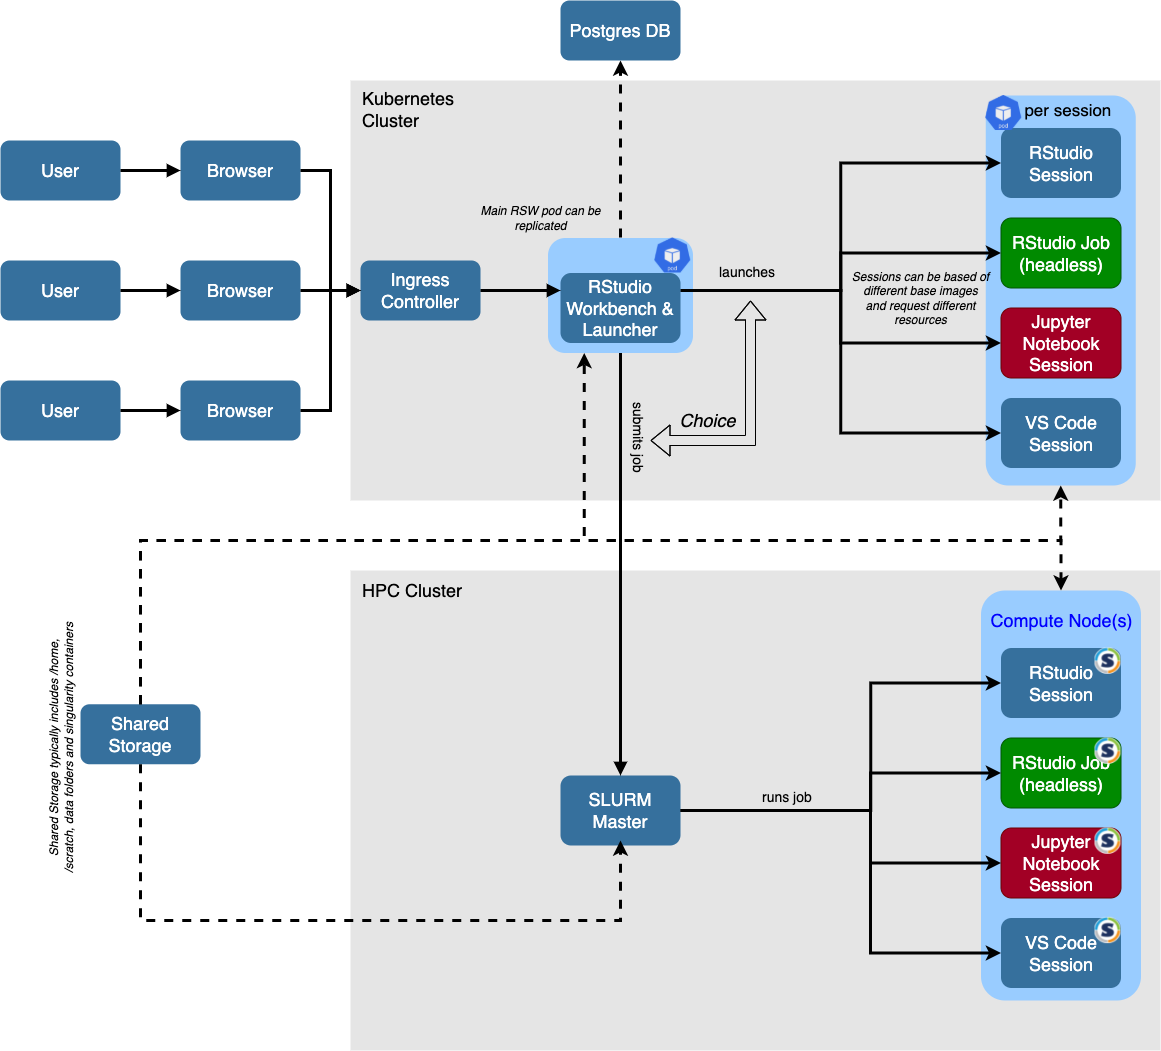 Postgres DB
Kubernetes
Cluster
pod
per session
User
Browser
RStudio
Session
Main RSW pod can be
replicated
RStudio Job
(headless)
pod
User
Browser
Ingress
Controller
RStudio
Workbench &
Launcher
launches
Sessions can be based of
different base images
and request different
resources
Jupyter
Notebook
Session
User
Browser
submits job
Choice
VS Code
Session
HPC Cluster
Compute Node(s)
RStudio
Session
S
Shared Storage typically includes /home,
/scratch, data folders and singularity containers
Shared
Storage
RStudio Job
(headless)
S
SLURM
Master
runs job
Jupyter
Notebook
Session
S
VS Code
Session
S